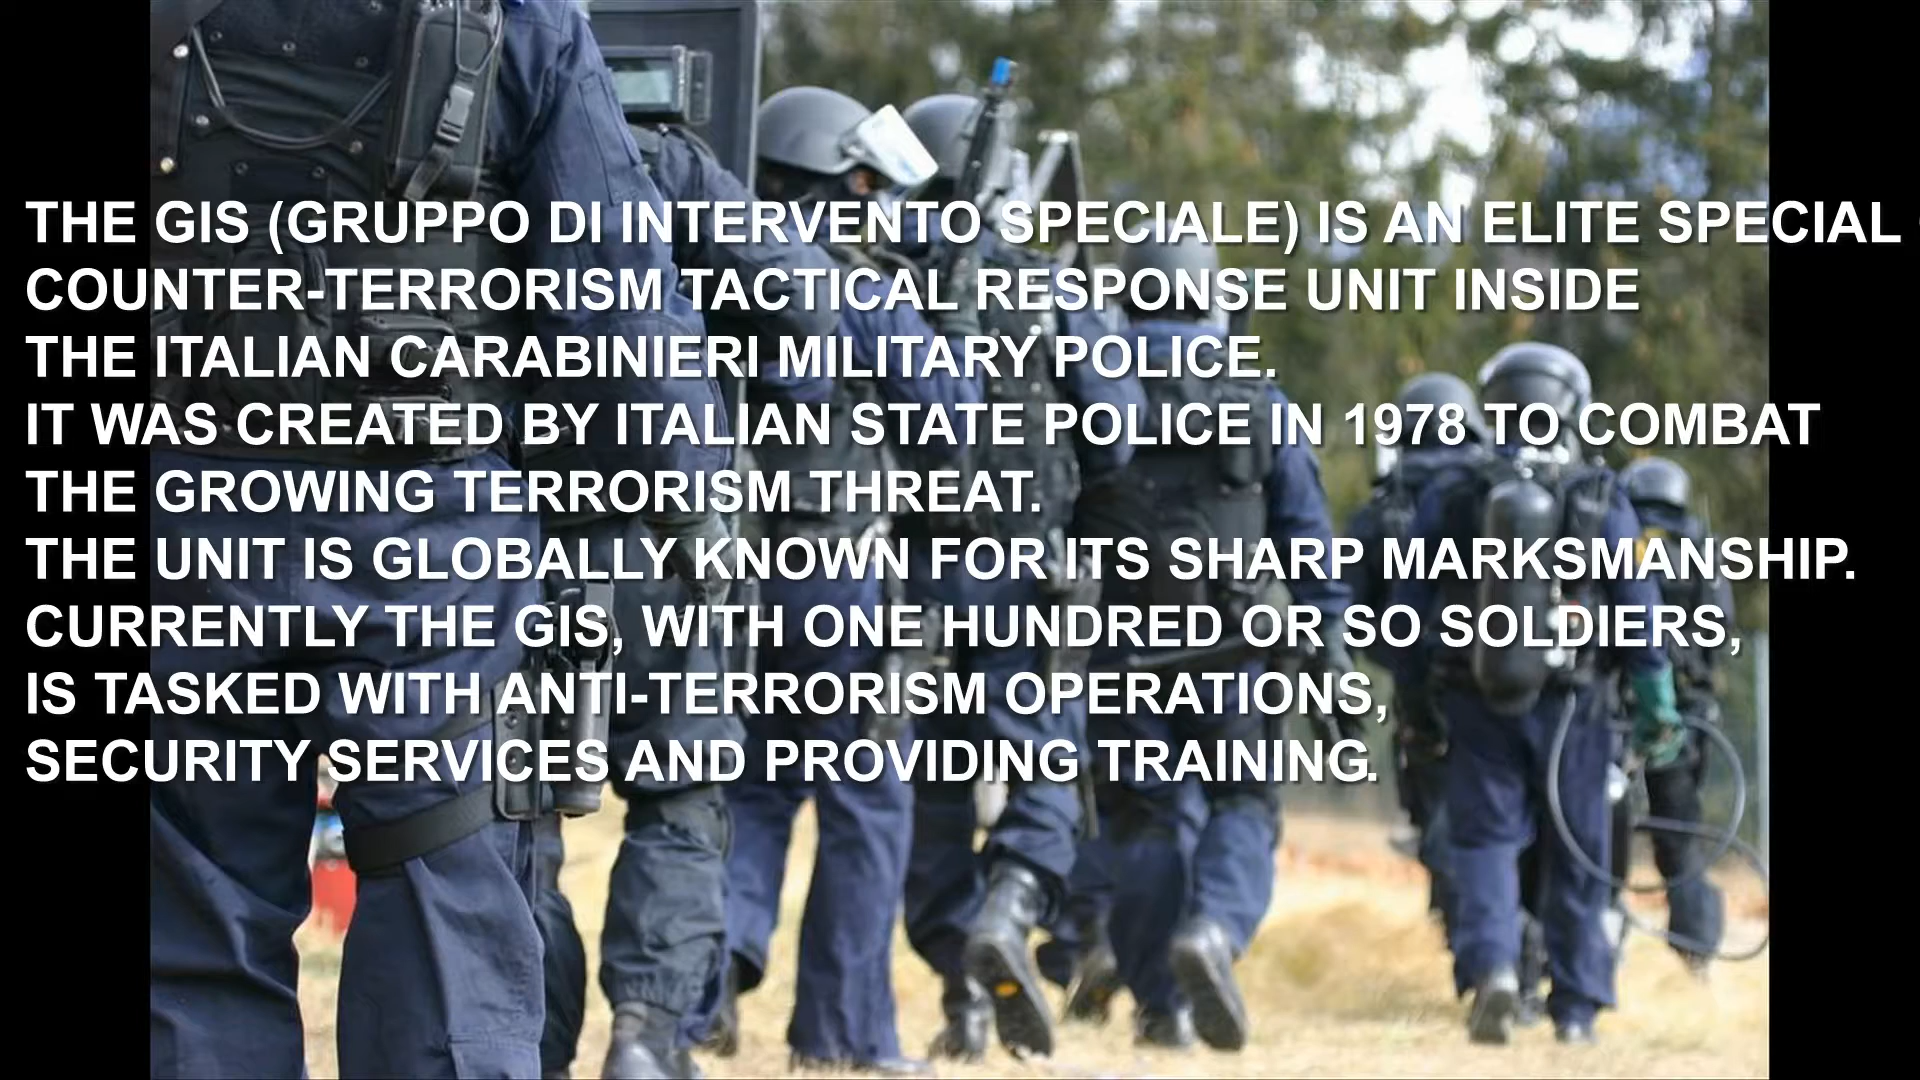 THE GIS (GRUPPO DI INTERVENTO SPECIALE) IS AN ELITE SPECIAL
COUNTER-TERRORISM TACTICAL RESPONSE UNIT INSIDE
THE ITALIAN CARABINIERI MILITARY POLICE.
IT WAS CREATED BY ITALIAN STATE POLICE IN 1978 TO COMBAT
THE GROWING TERRORISM THREAT.
THE UNIT IS GLOBALLY KNOWN FOR ITS SHARP MARKSMANSHIP.
CURRENTLY THE GIS, WITH ONE HUNDRED OR SO SOLDIERS,
IS TASKED WITH ANTI-TERRORISM OPERATIONS,
SECURITY SERVICES AND PROVIDING TRAINING.